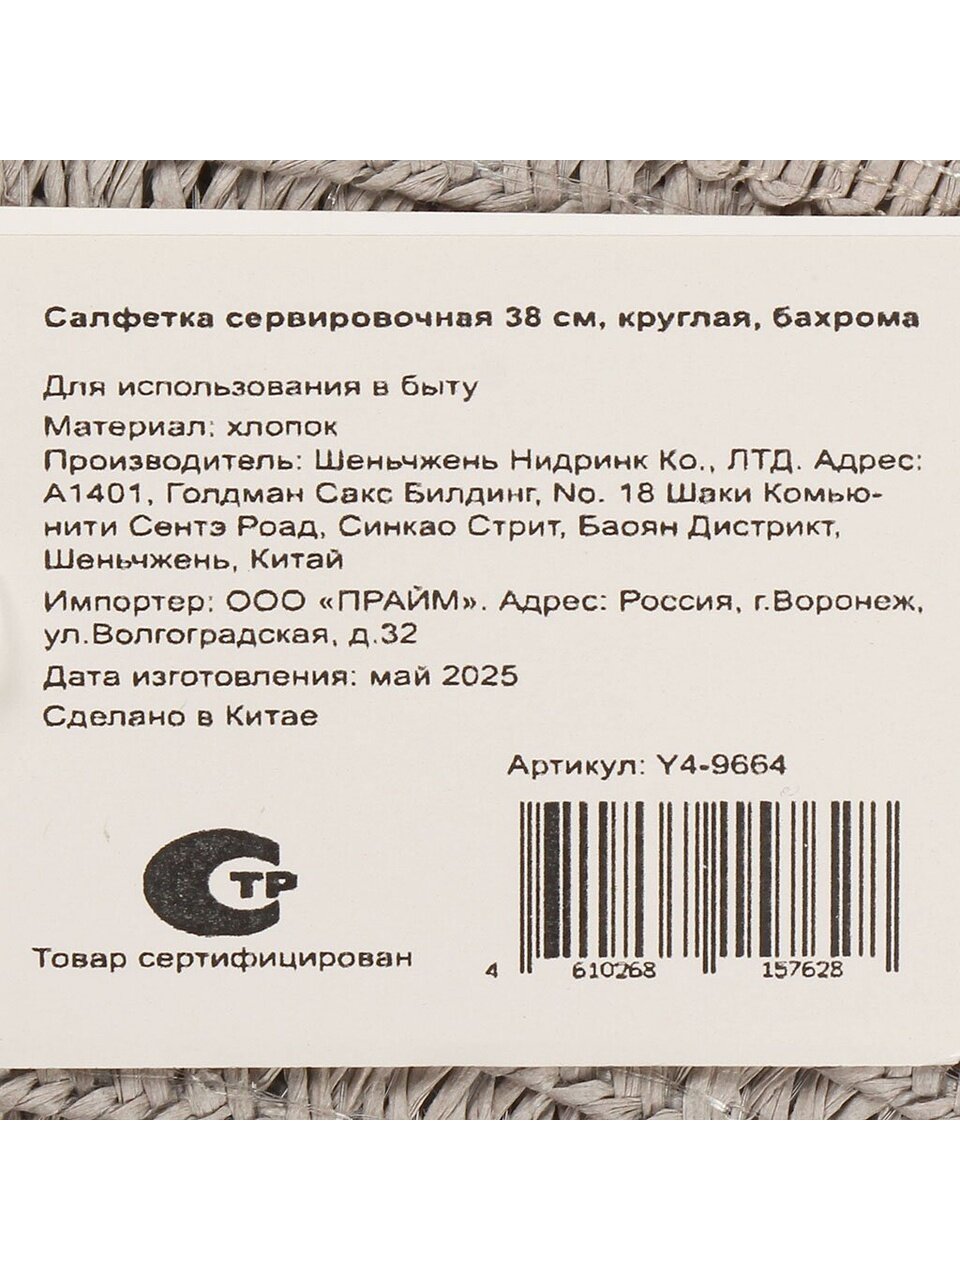 Салфетка сервировочная 38 см, круглая, бахрома
Для использования в быту
Материал: хлопок
Производитель: Шеньчжень Нидринк Ко., ЛТД. Адрес:
А1401, Голдман Сакс Билдинг, No. 18 Шаки Комью-
нити Сентэ Роад, Синкао Стрит, Баоян Дистрикт,
Шеньчжень, Китай
Импортер: ООО «ПРАЙМ». Адрес: Россия, г.Воронеж,
ул.Волгоградская, д.32
Дата изготовления: май 2025
Сделано в Китае
Артикул: Y4-9664
ТР
Товар сертифицирован
4 610268 157628